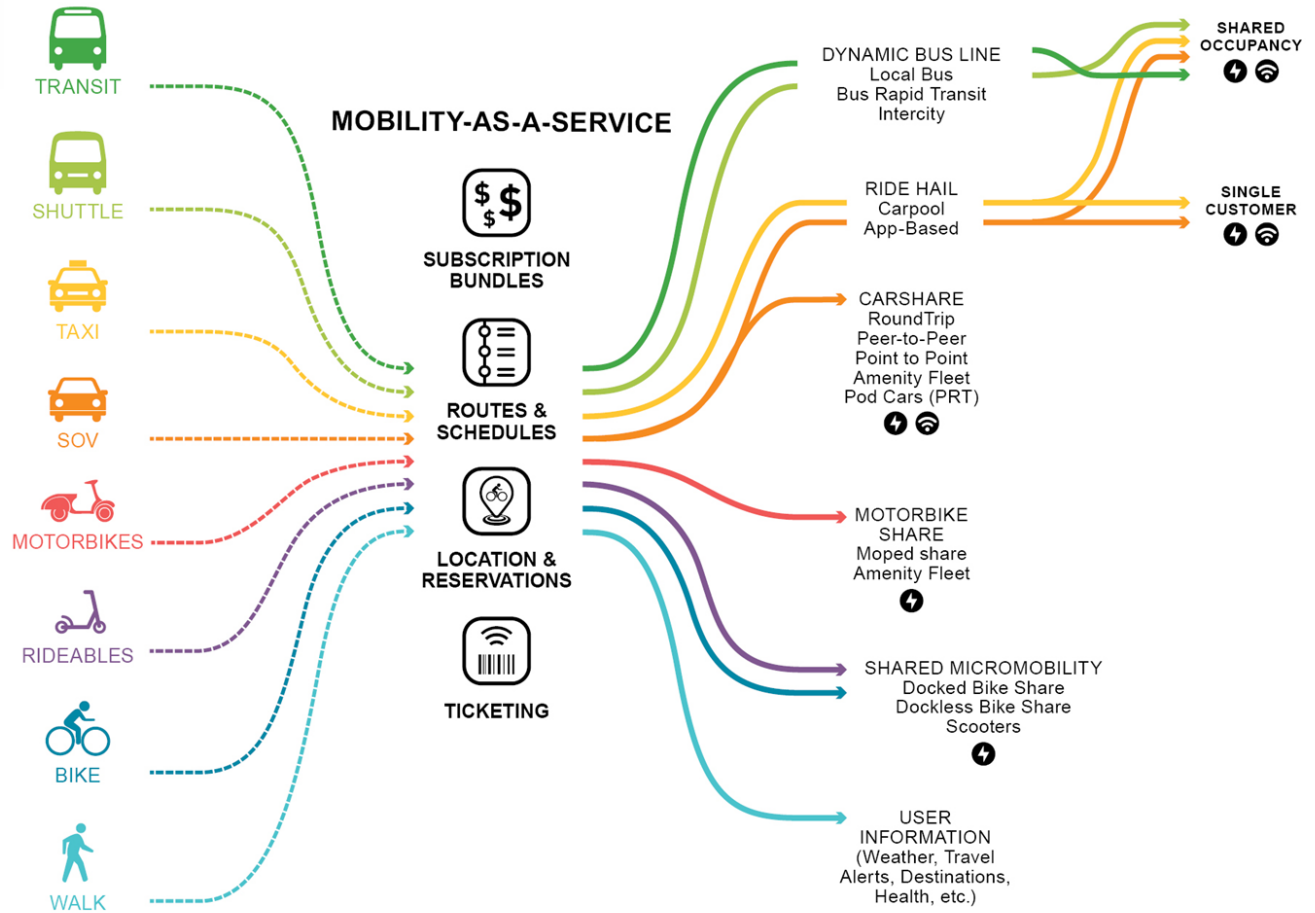 TRANSIT
SHUTTLE
TAXI
SOV
MOTORBIKES
RIDEABLES
BIKE
WALK
MOBILITY-AS-A-SERVICE
$ $ $
SUBSCRIPTION
BUNDLES
ROUTES &
SCHEDULES
LOCATION &
RESERVATIONS
TICKETING
DYNAMIC BUS LINE
Local Bus
Bus Rapid Transit
Intercity
RIDE HAIL
Carpool
App-Based
CARSHARE
RoundTrip
Peer-to-Peer
Point to Point
Amenity Fleet
Pod Cars (PRT)
MOTORBIKE
SHARE
Moped share
Amenity Fleet
SHARED MICROMOBILITY
Docked Bike Share
Dockless Bike Share
Scooters
USER
INFORMATION
(Weather, Travel
Alerts, Destinations,
Health, etc.)
SHARED
OCCUPANCY
SINGLE
CUSTOMER